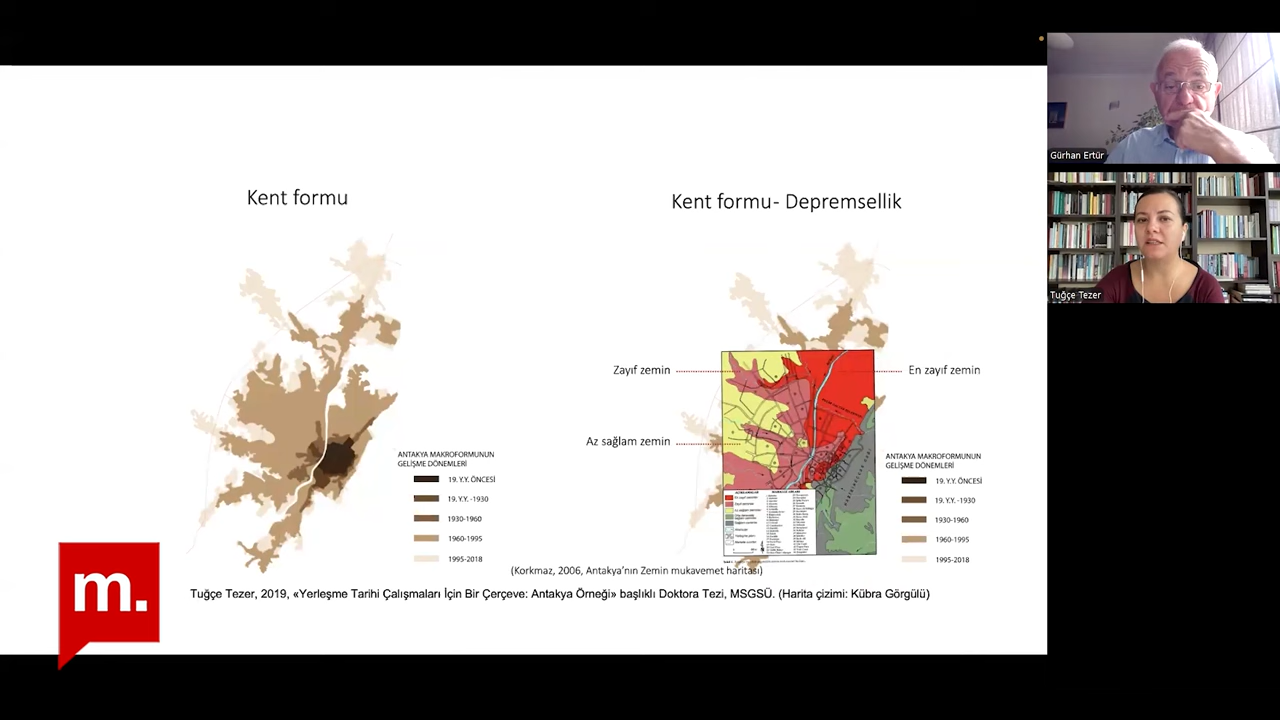 Gürhan Ertür
Tuğçe Tezer
Kent formu
Kent formu- Depremsellik
Zayıf zemin
En zayıf zemin
Az sağlam zemin
ANTAKYA MAKROFORMUNUN
GELİŞME DÖNEMLERİ
19. Y.Y. ÖNCESİ
19. Y.Y. -1930
1930-1960
1960-1995
1995-2018
ANTAKYA MAKROFORMUNUN
GELİŞME DÖNEMLERİ
19. Y.Y. ÖNCESİ
19. Y.Y. -1930
1930-1960
1960-1995
1995-2018
(Korkmaz, 2006, Antakya'nın Zemin mukavemet haritası)
Tuğçe Tezer, 2019, «Yerleşme Tarihi Çalışmaları İçin Bir Çerçeve: Antakya Örneği» başlıklı Doktora Tezi, MSGSÜ. (Harita çizimi: Kübra Görgülü)
m.